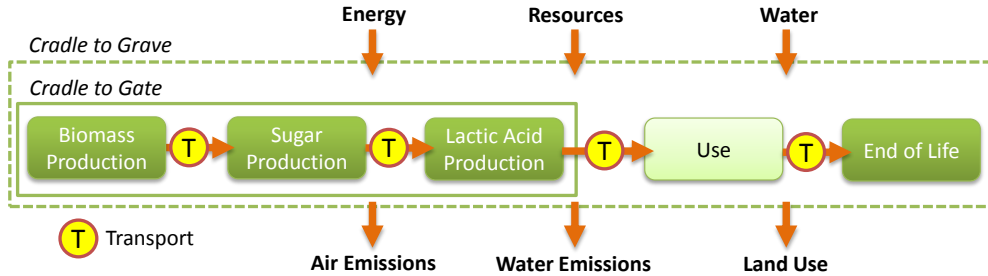 Energy
Resources
Water
Cradle to Grave
Cradle to Gate
Biomass
Production
T
Sugar
Production
T
Lactic Acid
Production
T
Use
T
End of Life
T Transport
Air Emissions
Water Emissions
Land Use